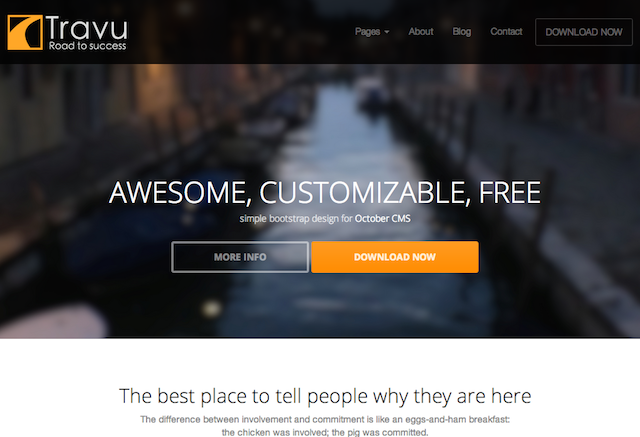 Travu
Road to success
Pages About Blog Contact DOWNLOAD NOW
AWESOME, CUSTOMIZABLE, FREE
simple bootstrap design for October CMS
MORE INFO DOWNLOAD NOW
The best place to tell people why they are here
The difference between involvement and commitment is like an eggs-and-ham breakfast:
the chicken was involved; the pig was committed.